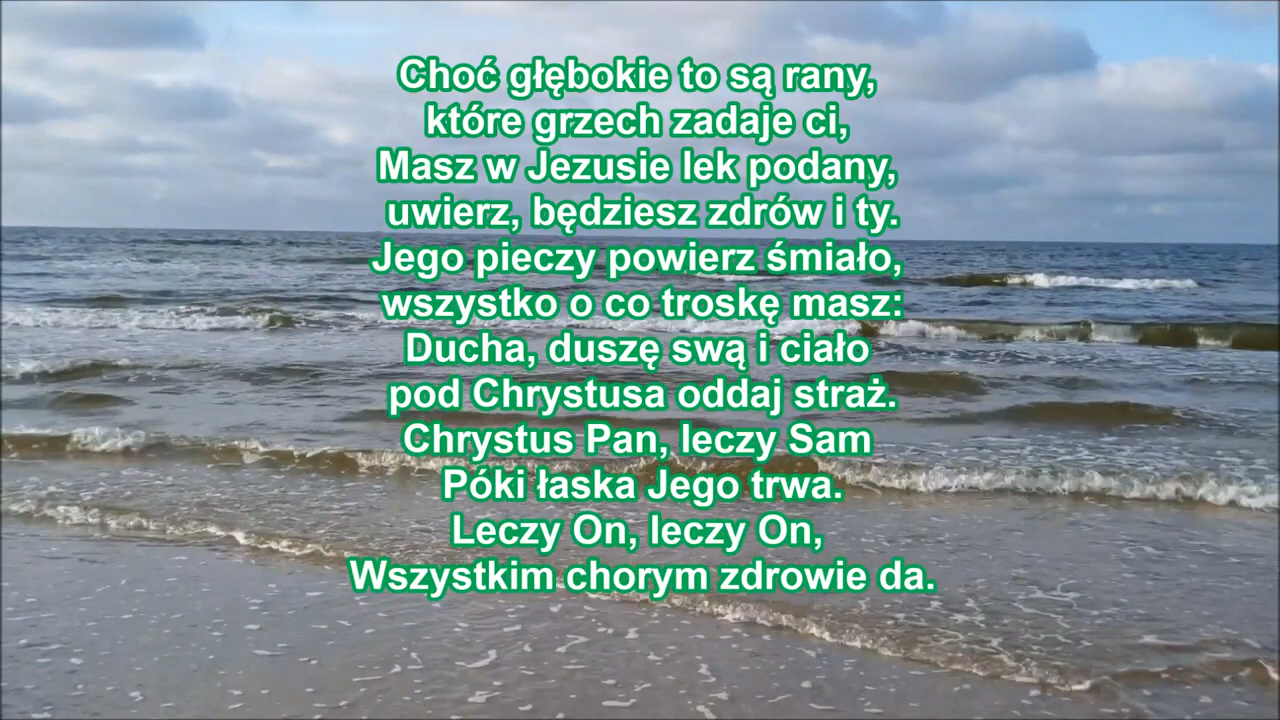 Choć głębokie to są rany,
które grzech zadaje ci,
Masz w Jezusie lek podany,
uwierz, będziesz zdrów i ty.
Jego pieczy powierz śmiało,
wszystko o co troskę masz:
Ducha, duszę swą i ciało
pod Chrystusa oddaj straż.
Chrystus Pan, leczy Sam
Póki łaska Jego trwa.
Leczy On, leczy On,
Wszystkim chorym zdrowie da.